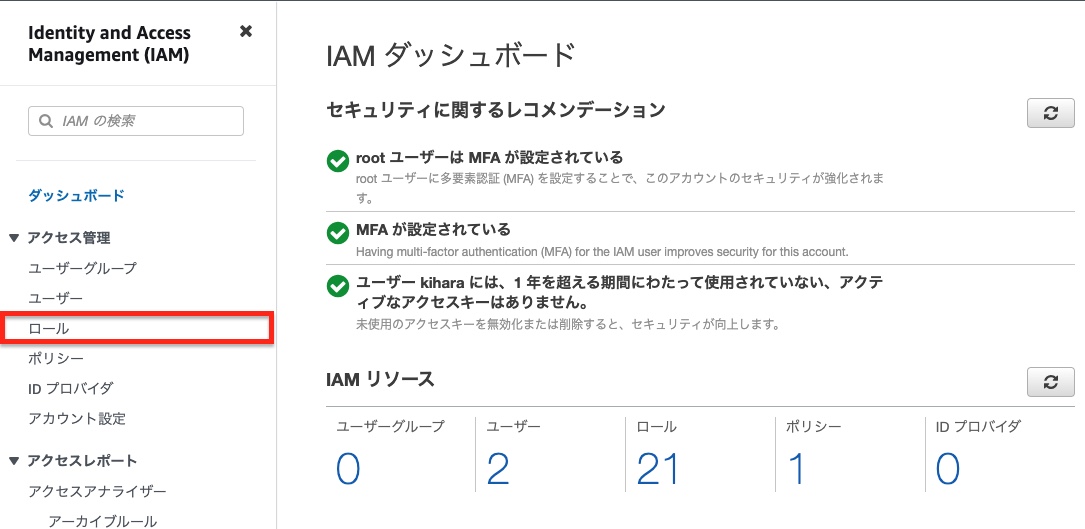 Identity and Access
Management (IAM)
IAM の検索
ダッシュボード
アクセス管理
ユーザーグループ
ユーザー
ロール
ポリシー
ID プロバイダ
アカウント設定
アクセスレポート
アクセスアナライザー
アーカイブルール
IAM ダッシュボード
セキュリティに関するレコメンデーション
root ユーザーは MFA が設定されている
root ユーザーに多要素認証 (MFA) を設定することで、このアカウントのセキュリティが強化されま
す。
MFA が設定されている
Having multi-factor authentication (MFA) for the IAM user improves security for this account.
ユーザー kihara には、1 年を超える期間にわたって使用されていない、アクテ
ィブなアクセスキーはありません。
未使用のアクセスキーを無効化または削除すると、セキュリティが向上します。
IAM リソース
ユーザーグループ
0
ユーザー
2
ロール
21
ポリシー
1
ID プロバイダ
0